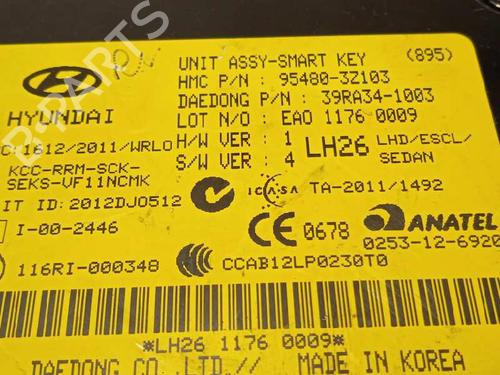 UNIT ASSY-SMART KEY (895)
HMC P/N : 95480-3Z103
HYUNDAI
DAEDONG P/N : 39RA34-1003
LOT N/O : EAO 1176 0009
C:1612/2011/WRLO
H/W VER : 1
S/W VER : 4
LH26
LHD/ESCL/
SEDAN
KCC-RRM-SCK-
SEKS-VF11NCMK
ICASA TA-2011/1492
IT ID:2012DJ0512
I-00-2446
CE 0678
ANATEL
0253-12-6920
116RI-000348
CCAB12LP0230T0
*LH26 1176 0009*
DAEDONG CO.,LTD.// MADE IN KOREA
B-PARTS